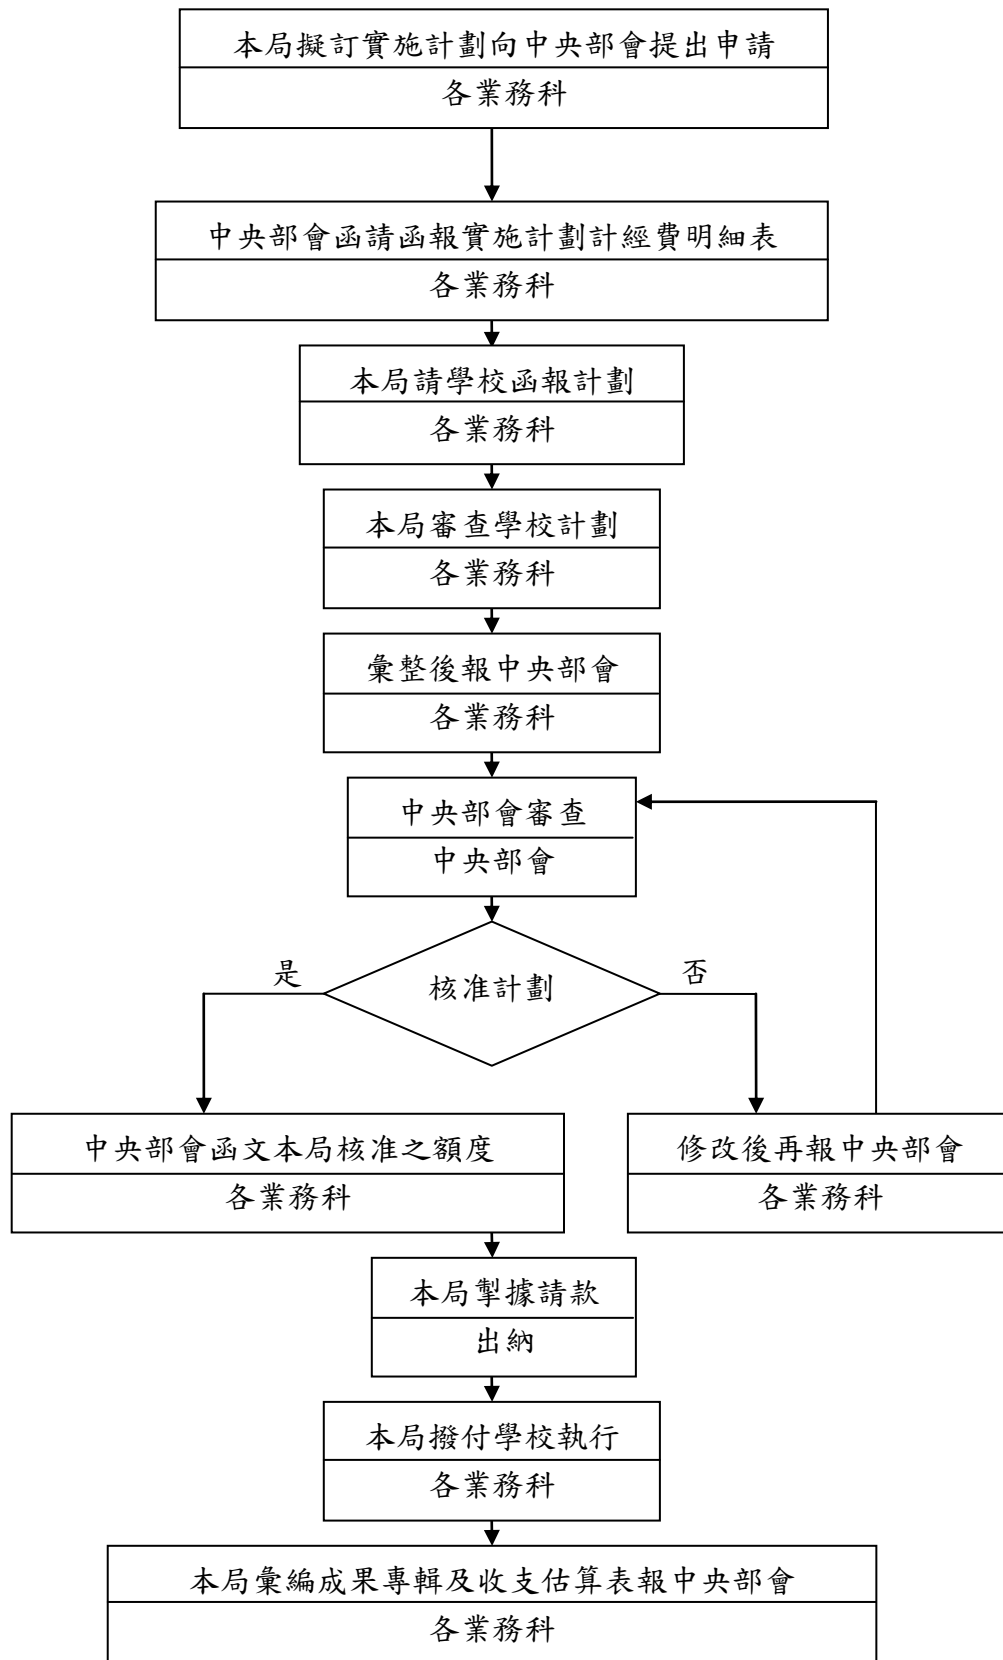 本局擬訂實施計劃向中央部會提出申請
各業務科
中央部會函請函報實施計劃計經費明細表
各業務科
本局請學校函報計劃
各業務科
本局審查學校計劃
各業務科
彙整後報中央部會
各業務科
中央部會審查
中央部會
是
核准計劃
否
中央部會函文本局核准之額度
各業務科
修改後再報中央部會
各業務科
本局掣據請款
出納
本局撥付學校執行
各業務科
本局彙編成果專輯及收支估算表報中央部會
各業務科